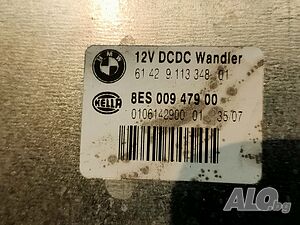 BMW
12V DCDC Wandler
61 42 9 113 348 01
HELLA
8ES 009 479 00
0106142900 01 35 07
ALO.bg